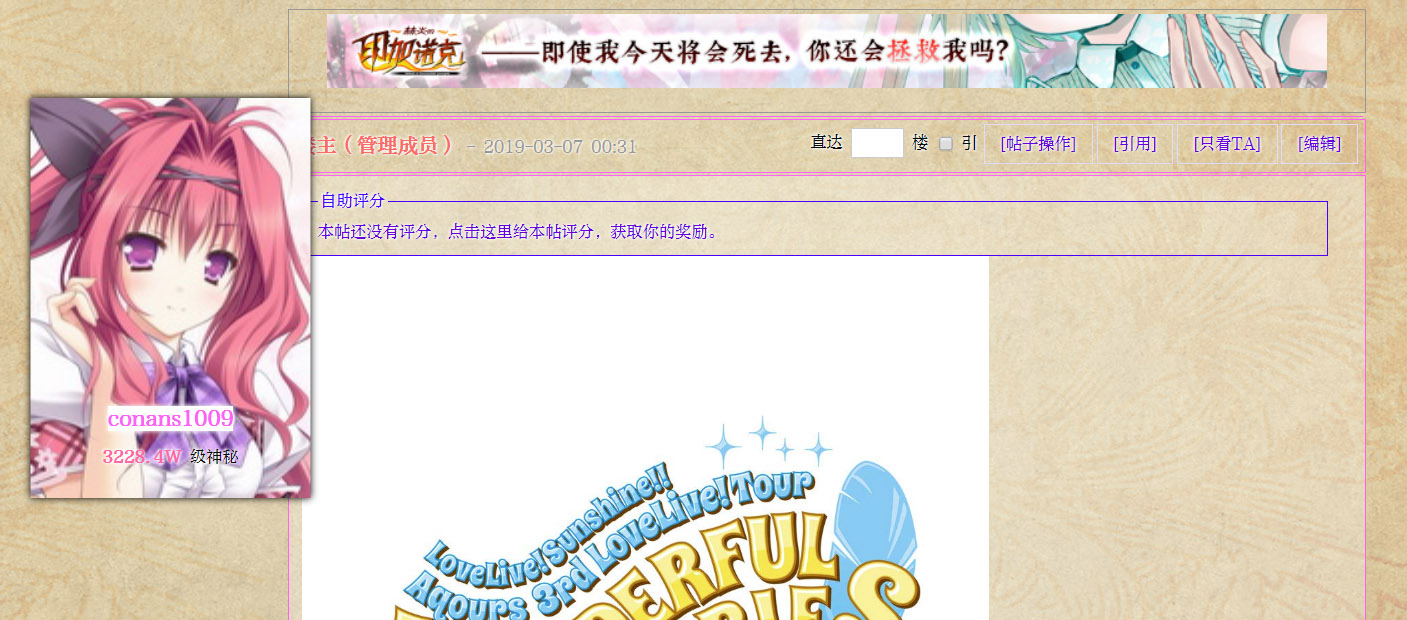 赫炎的
印加诺克
——即使我今天将会死去，你还会拯救我吗？
楼主（管理成员） - 2019-03-07 00:31
直达 楼 引 [帖子操作] [引用] [只看TA] [编辑]
自助评分
本帖还没有评分，点击这里给本帖评分，获取你的奖励。
conans1009
3228.4W 级神秘
LoveLive!Sunshine!!
Aqours 3rd LoveLive! Tour